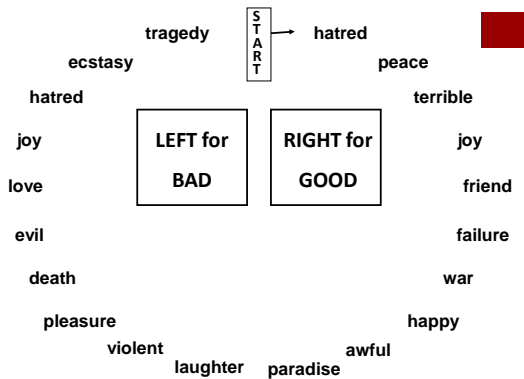 START
hatred
peace
terrible
joy
friend
failure
war
happy
awful
paradise
laughter
violent
pleasure
death
evil
love
joy
hatred
ecstasy
tragedy
LEFT for
BAD
RIGHT for
GOOD